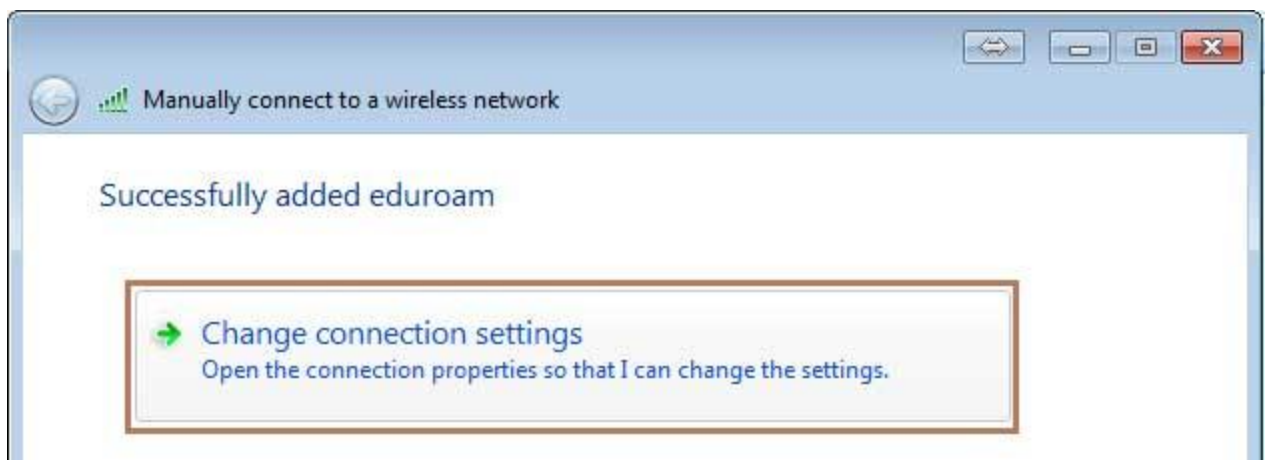 Manually connect to a wireless network
Successfully added eduroam
Change connection settings
Open the connection properties so that I can change the settings.